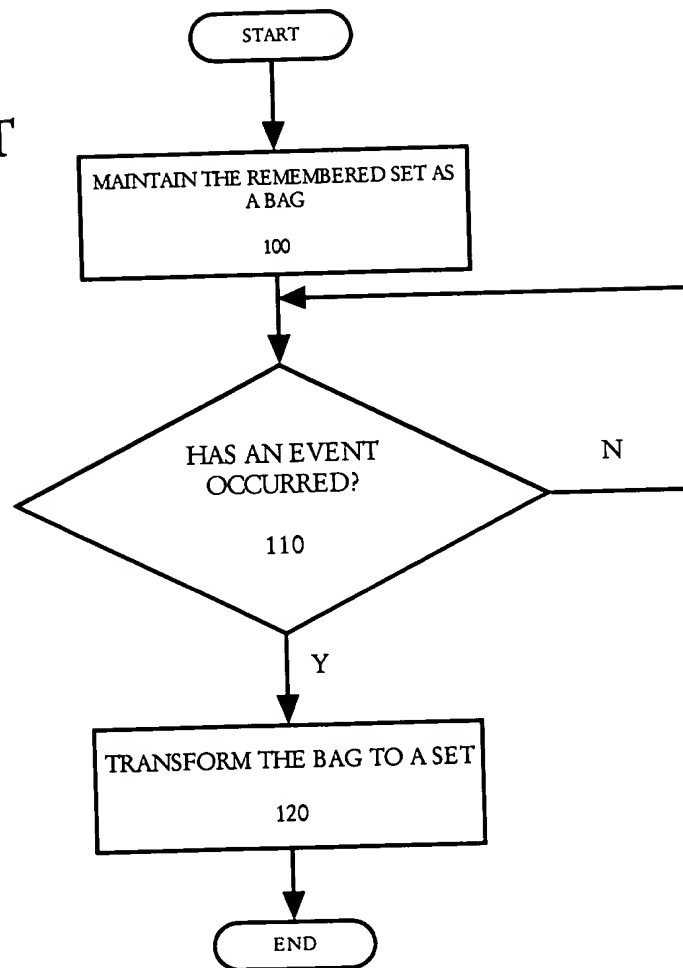 START
T
MAINTAIN THE REMEMBERED SET AS
A BAG
100
HAS AN EVENT
OCCURRED?
110
N
Y
TRANSFORM THE BAG TO A SET
120
END